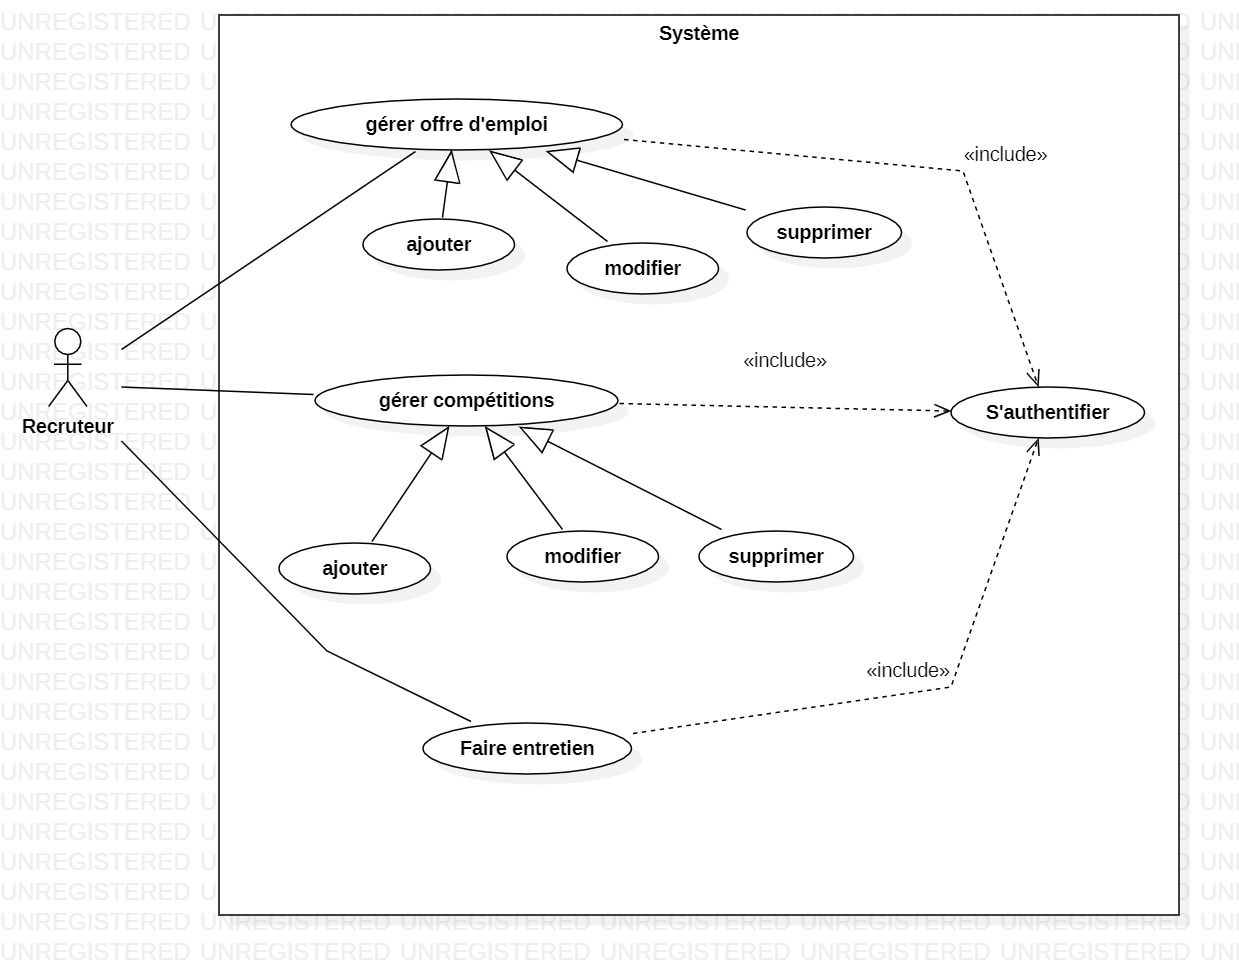 Système
gérer offre d'emploi
«include»
ajouter
modifier
supprimer
Recruteur
«include»
gérer compétitions
S'authentifier
ajouter
modifier
supprimer
«include»
Faire entretien
UNREGISTERED UNREGISTERED UNREGISTERED UNREGISTERED UNREGISTERED UNREGISTERED UNI